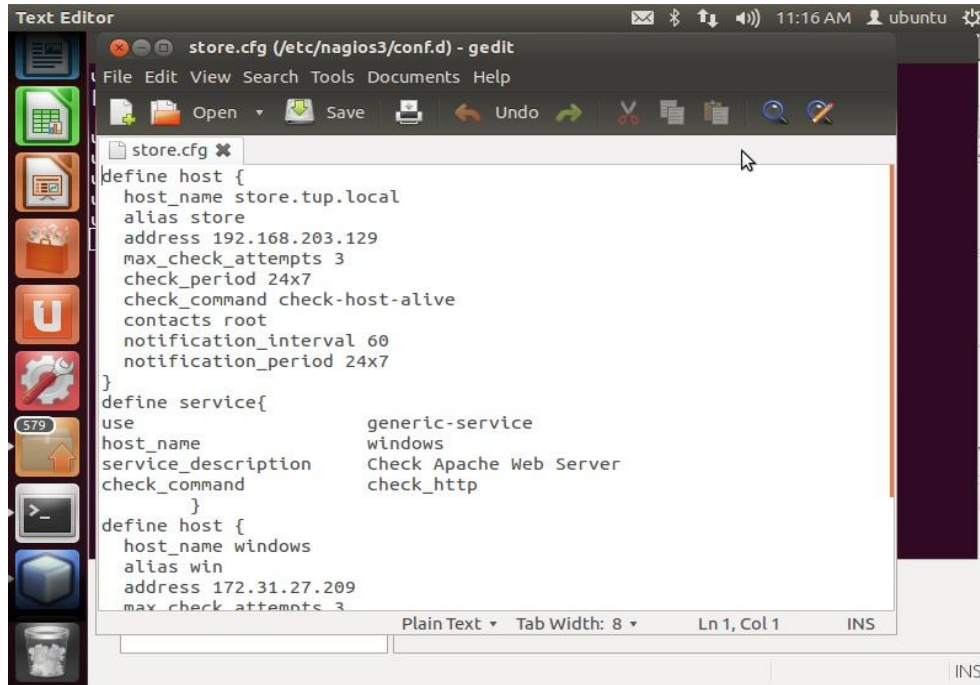 Text Editor
11:16 AM ubuntu
store.cfg (/etc/nagios3/conf.d) - gedit
File Edit View Search Tools Documents Help
Open Save Undo
store.cfg
define host {
  host_name store.tup.local
  alias store
  address 192.168.203.129
  max_check_attempts 3
  check_period 24x7
  check_command check-host-alive
  contacts root
  notification_interval 60
  notification_period 24x7
}
define service{
use                     generic-service
host_name               windows
service_description     Check Apache Web Server
check_command           check_http
        }
define host {
  host_name windows
  alias win
  address 172.31.27.209
  max_check_attempts 3
Plain Text Tab Width: 8 Ln 1, Col 1 INS
579
>_
INS